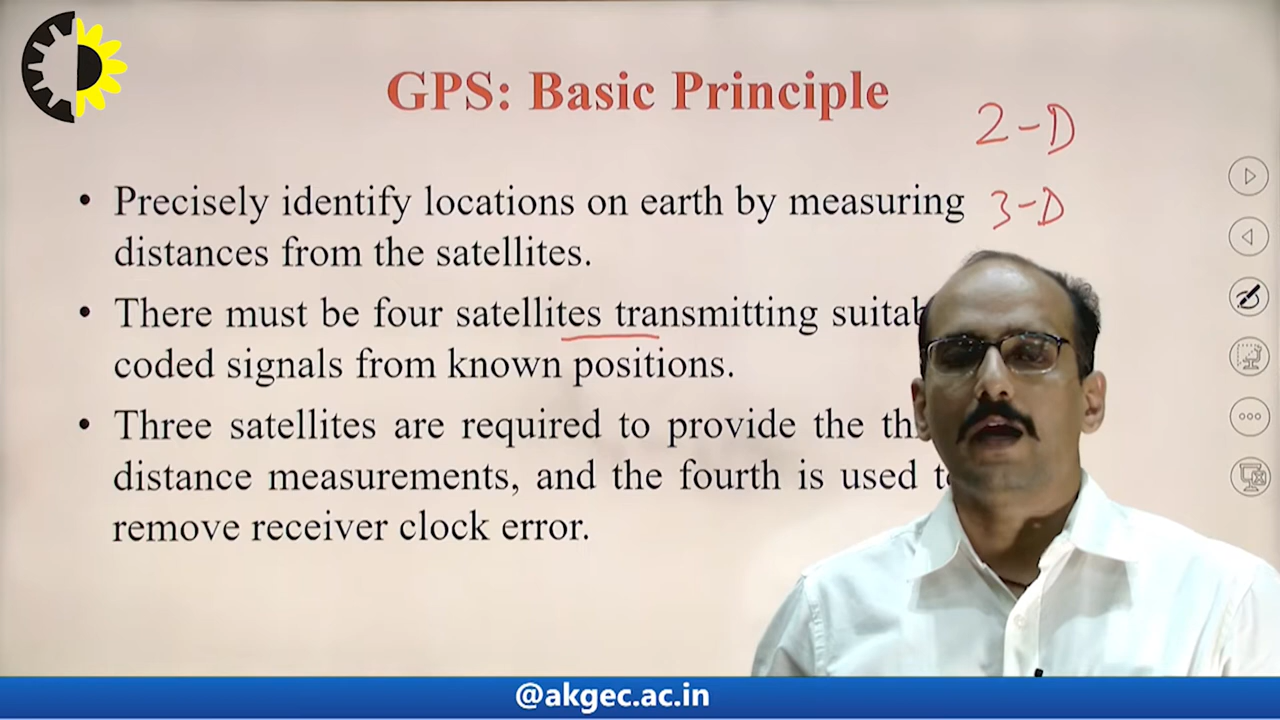 GPS: Basic Principle
2-D
• Precisely identify locations on earth by measuring
3-D
distances from the satellites.
• There must be four satellites transmitting
coded signals from known positions.
• Three satellites are required to provide the
distance measurements, and the fourth is used
remove receiver clock error.
@akgec.ac.in